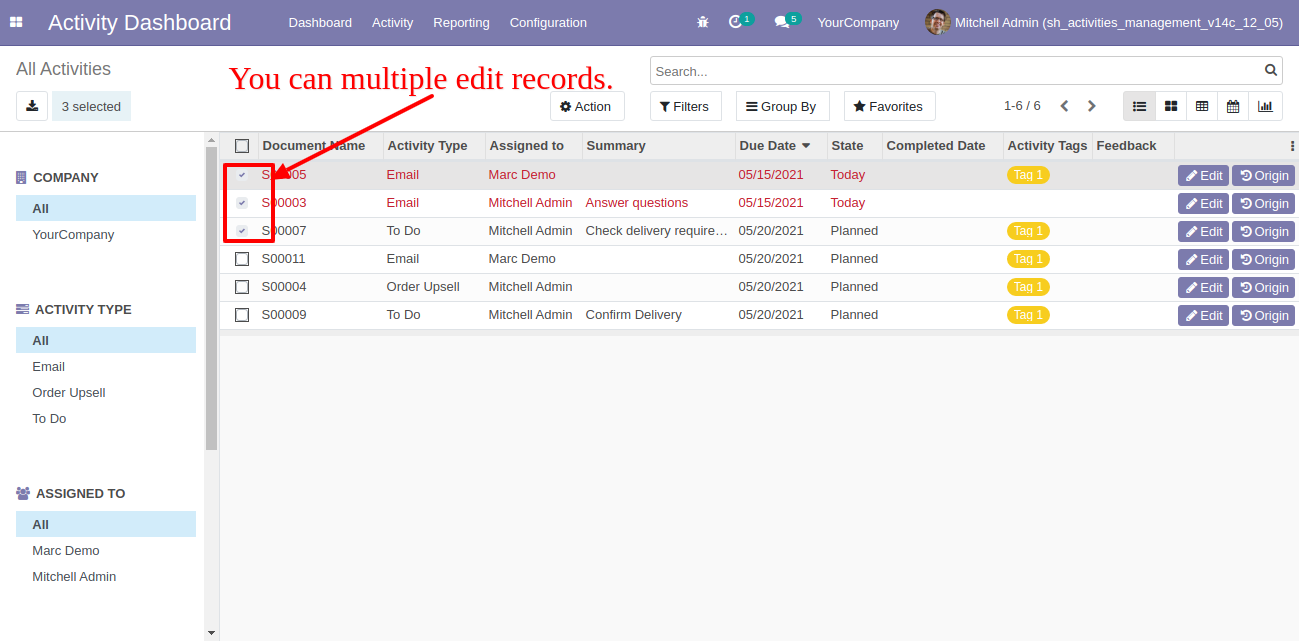 Activity Dashboard Dashboard Activity Reporting Configuration 1 5 YourCompany Mitchell Admin (sh_activities_management_v14c_12_05)
All Activities
You can multiple edit records.
Search...
3 selected
Action Filters Group By Favorites 1-6 / 6
COMPANY
All
YourCompany
ACTIVITY TYPE
All
Email
Order Upsell
To Do
ASSIGNED TO
All
Marc Demo
Mitchell Admin
Document Name Activity Type Assigned to Summary Due Date State Completed Date Activity Tags Feedback
S00005 Email Marc Demo 05/15/2021 Today Tag 1 Edit Origin
S00003 Email Mitchell Admin Answer questions 05/15/2021 Today Edit Origin
S00007 To Do Mitchell Admin Check delivery require... 05/20/2021 Planned Tag 1 Edit Origin
S00011 Email Marc Demo 05/20/2021 Planned Tag 1 Edit Origin
S00004 Order Upsell Mitchell Admin 05/20/2021 Planned Tag 1 Edit Origin
S00009 To Do Mitchell Admin Confirm Delivery 05/20/2021 Planned Tag 1 Edit Origin